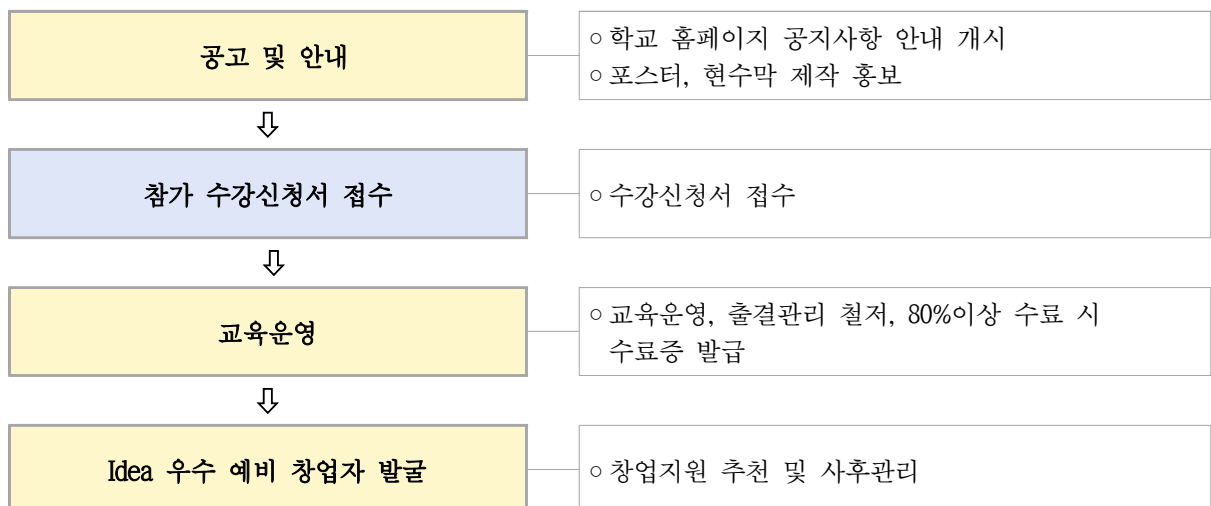 공고 및 안내
○ 학교 홈페이지 공지사항 안내 개시
○ 포스터, 현수막 제작 홍보
⇩
참가 수강신청서 접수
○ 수강신청서 접수
⇩
교육운영
○ 교육운영, 출결관리 철저, 80%이상 수료 시
수료증 발급
⇩
Idea 우수 예비 창업자 발굴
○ 창업지원 추천 및 사후관리